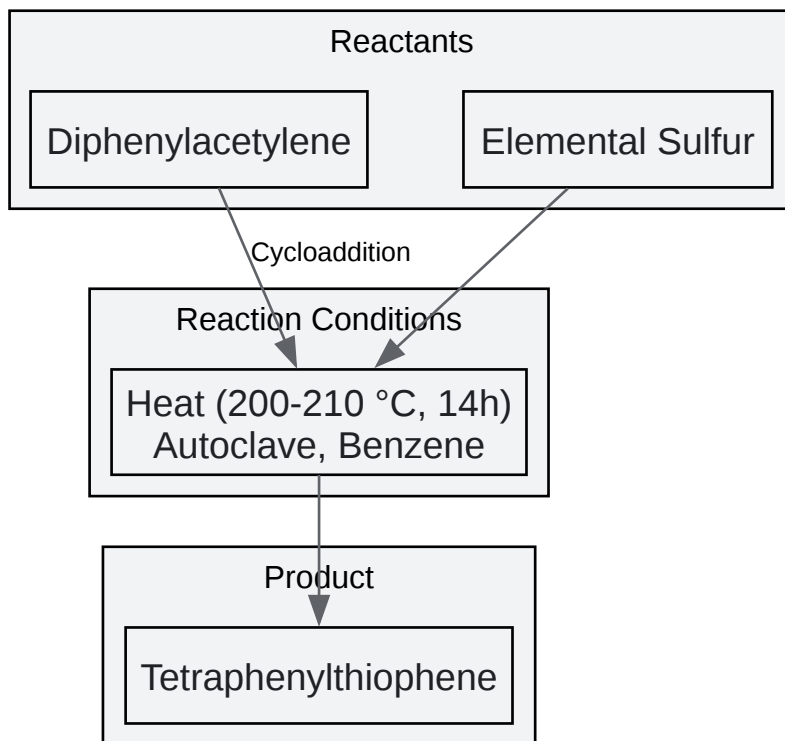 Reactants
Diphenylacetylene
Elemental Sulfur
Cycloaddition
Reaction Conditions
Heat (200-210 °C, 14h)
Autoclave, Benzene
Product
Tetraphenylthiophene